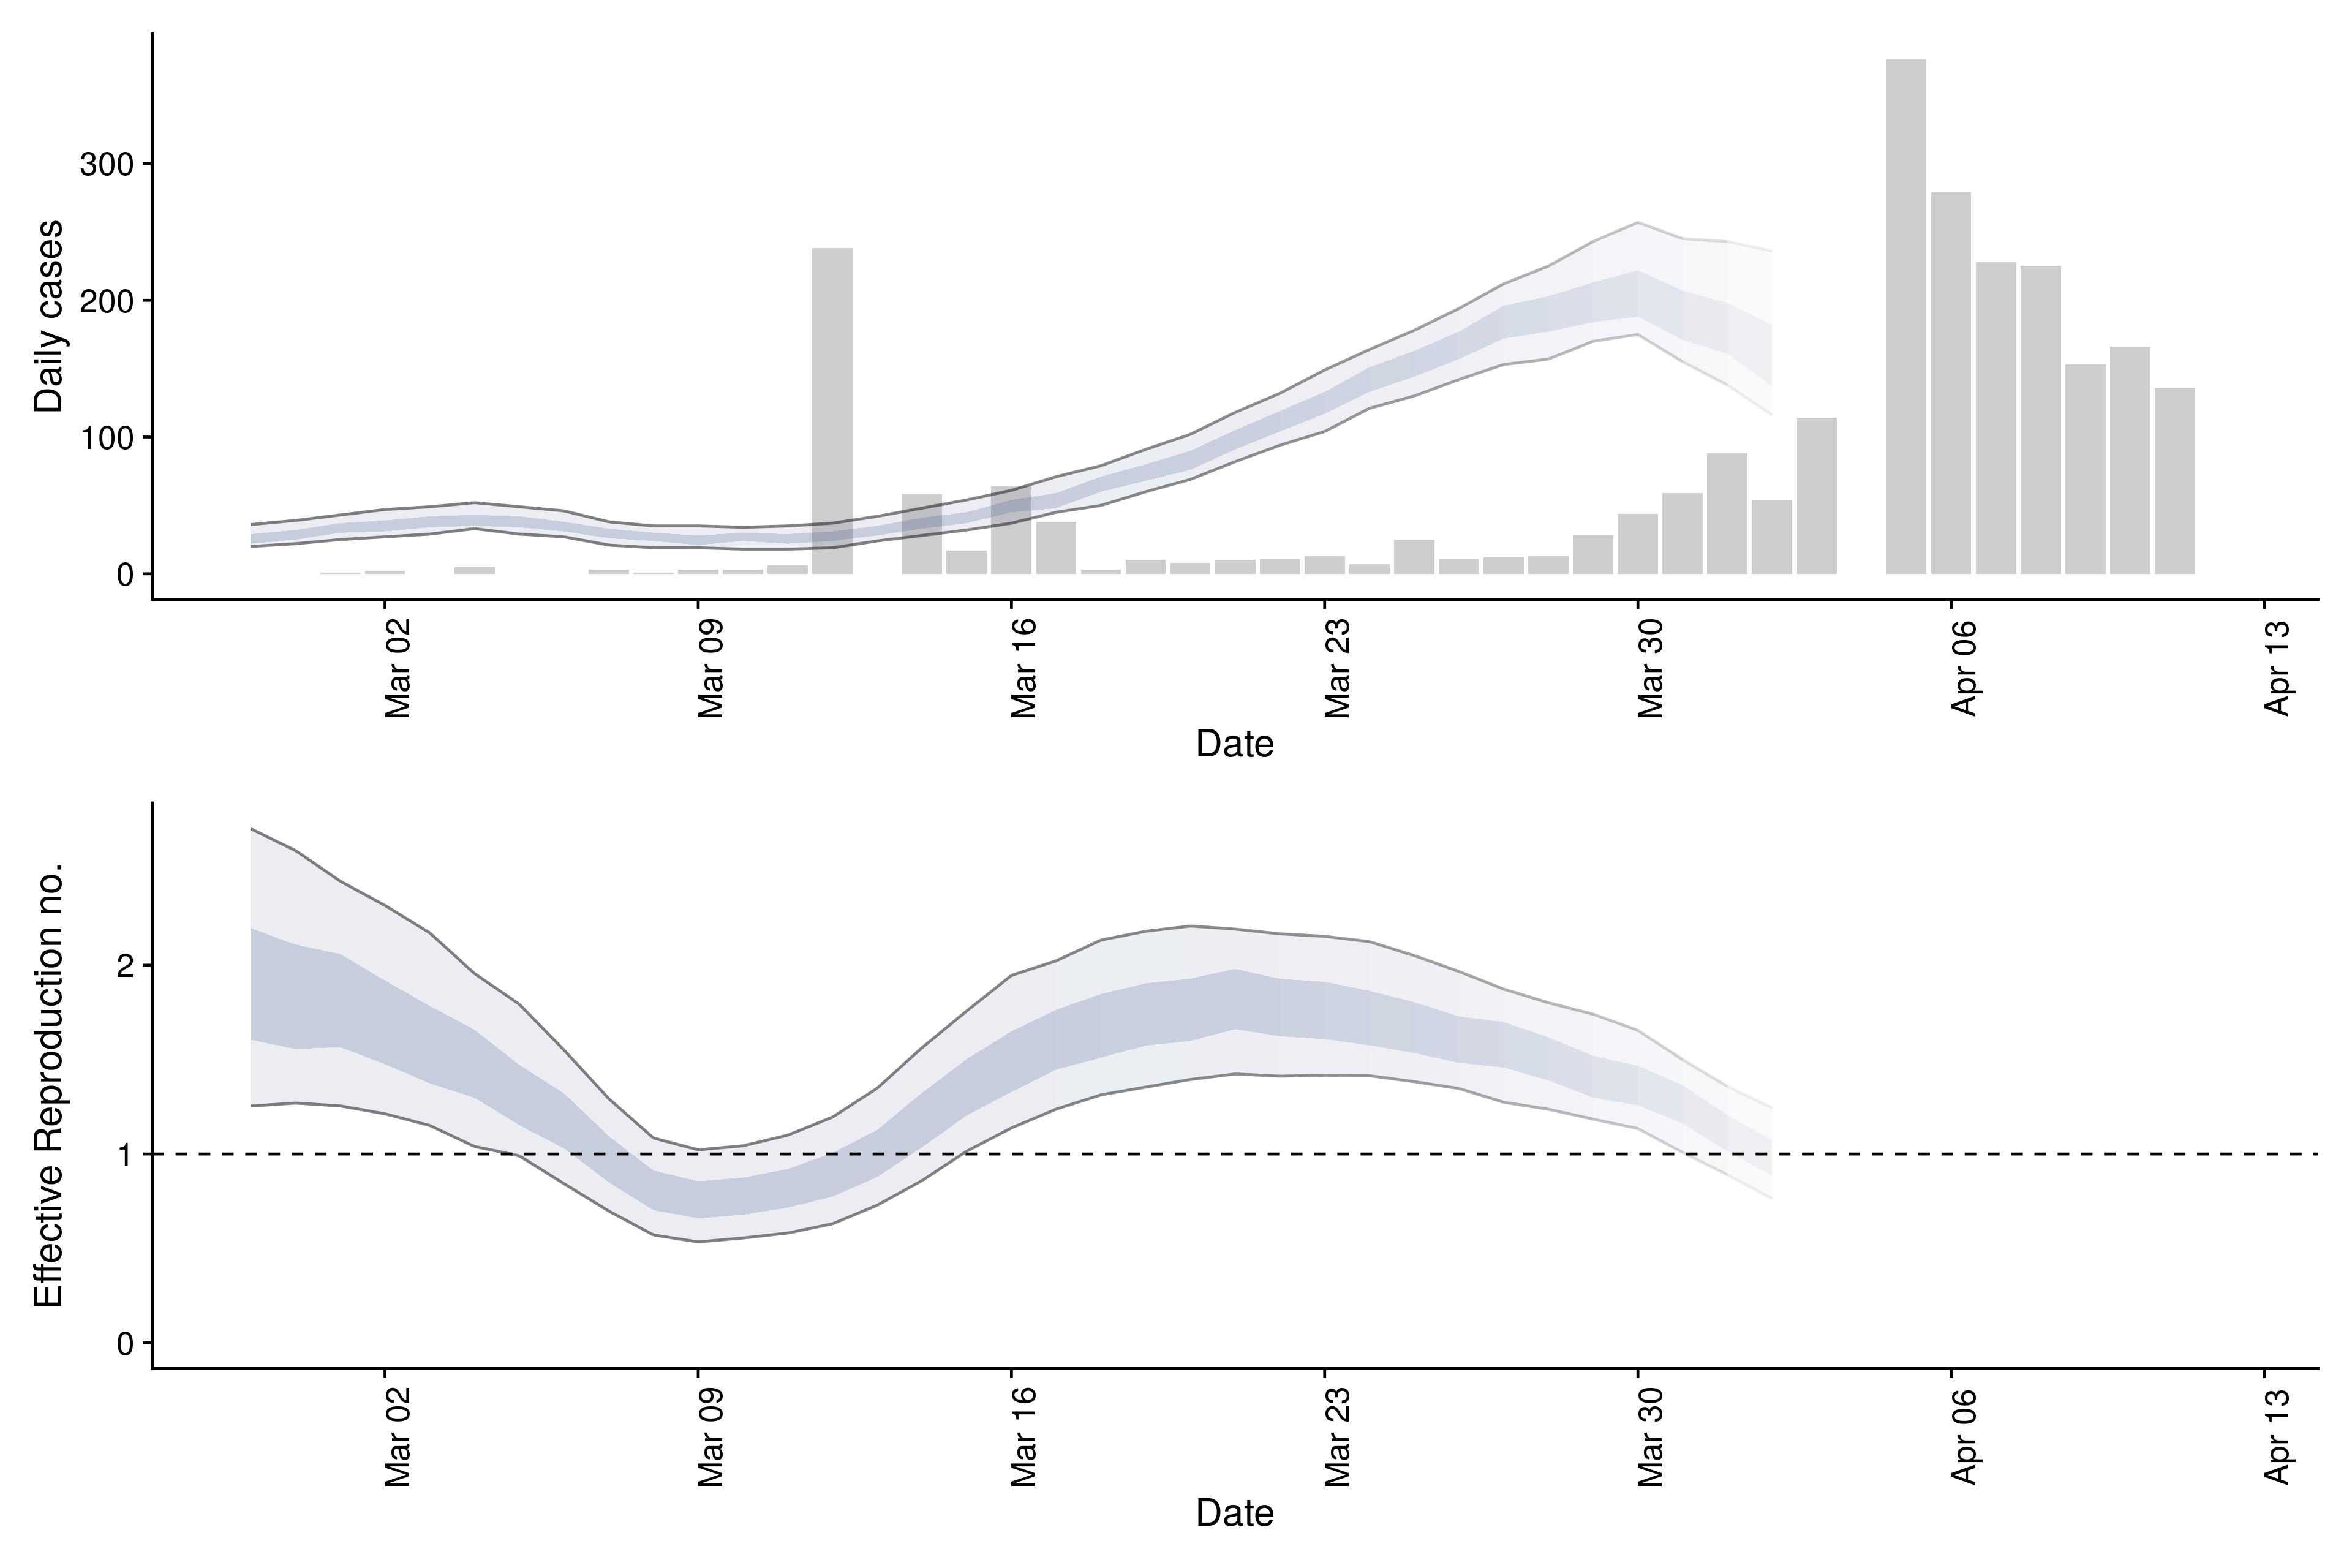 Daily cases
300
200
100
0
Mar 02
Mar 09
Mar 16
Mar 23
Mar 30
Apr 06
Apr 13
Date
Effective Reproduction no.
2
1
0
Mar 02
Mar 09
Mar 16
Mar 23
Mar 30
Apr 06
Apr 13
Date